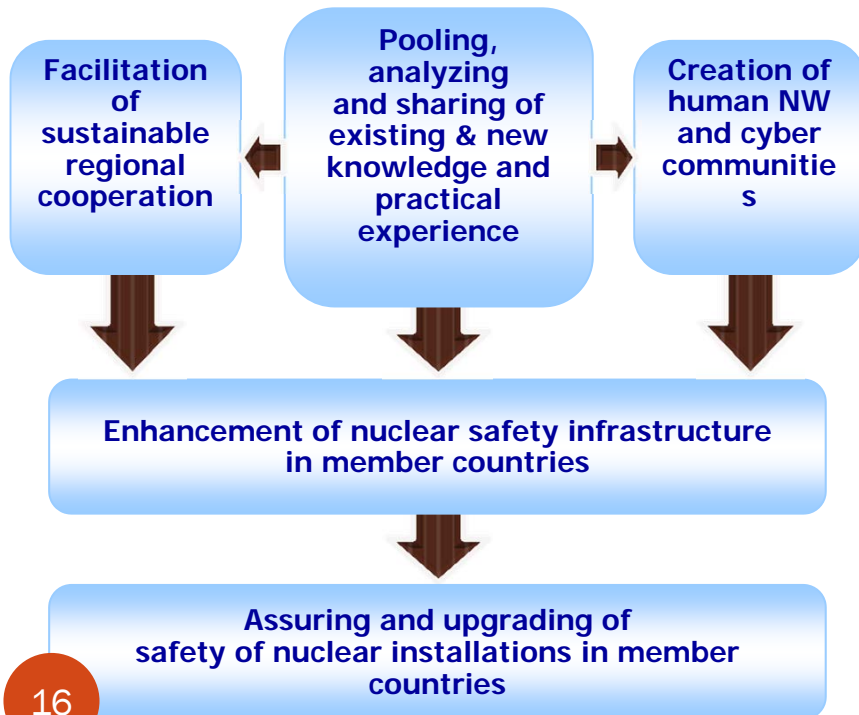 Facilitation
of
sustainable
regional
cooperation
Pooling,
analyzing
and sharing of
existing & new
knowledge and
practical
experience
Creation of
human NW
and cyber
communitie
s
Enhancement of nuclear safety infrastructure
in member countries
Assuring and upgrading of
safety of nuclear installations in member
countries
16